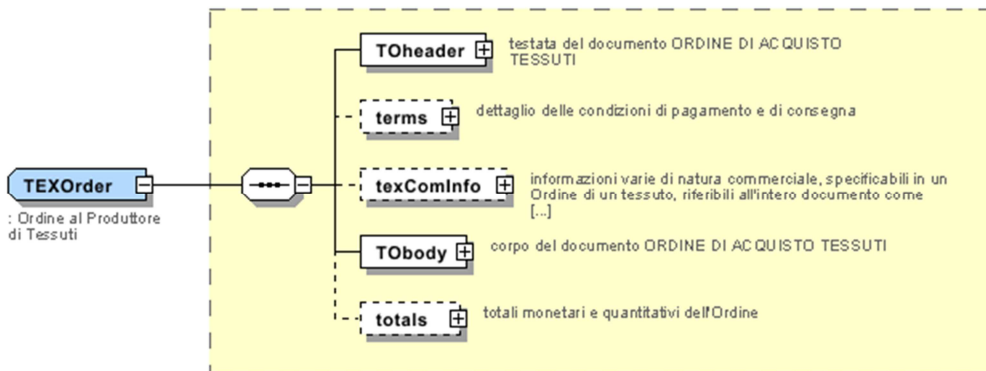 TOheader
testata del documento ORDINE DI ACQUISTO
TESSUTI
terms
dettaglio delle condizioni di pagamento e di consegna
TEXOrder
: Ordine al Produttore
di Tessuti
texComInfo
informazioni varie di natura commerciale, specificabili in un
Ordine di un tessuto, riferibili all'intero documento come
[...]
TObody
corpo del documento ORDINE DI ACQUISTO TESSUTI
totals
totali monetari e quantitativi dell'Ordine